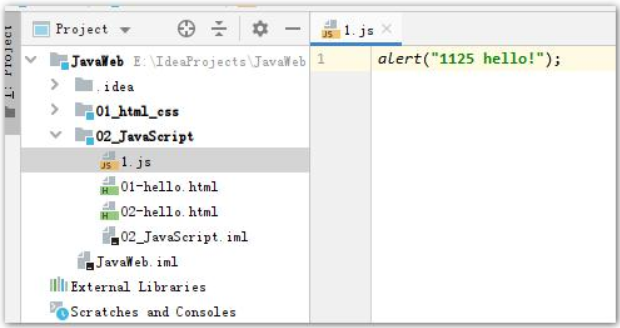 Project
1: Project
JavaWeb E:\IdeaProjects\JavaWeb
.idea
01_html_css
02_JavaScript
1.js
01-hello.html
02-hello.html
02_JavaScript.iml
JavaWeb.iml
External Libraries
Scratches and Consoles
1.js
1 alert("1125 hello!");